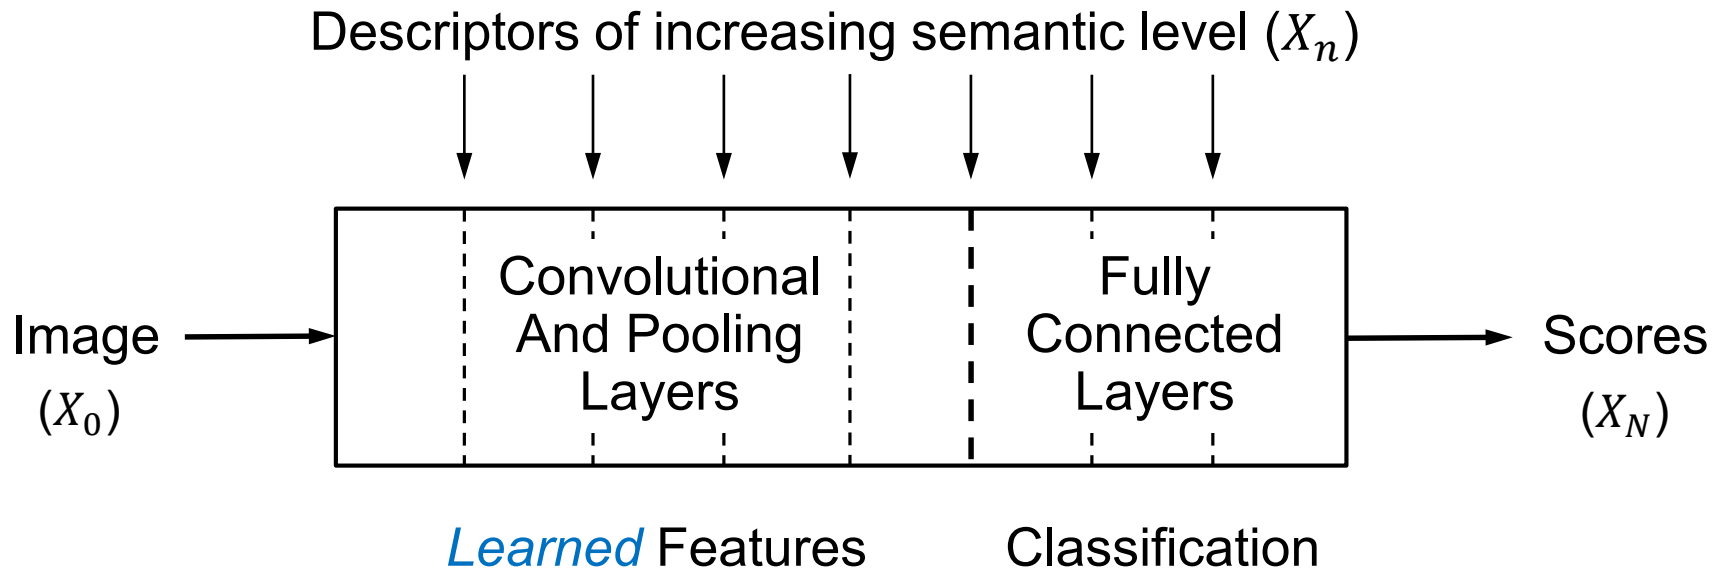 Descriptors of increasing semantic level (Xₙ)
Convolutional
And Pooling
Layers
Fully
Connected
Layers
Image
(X₀)
Scores
(X_N)
Learned Features
Classification